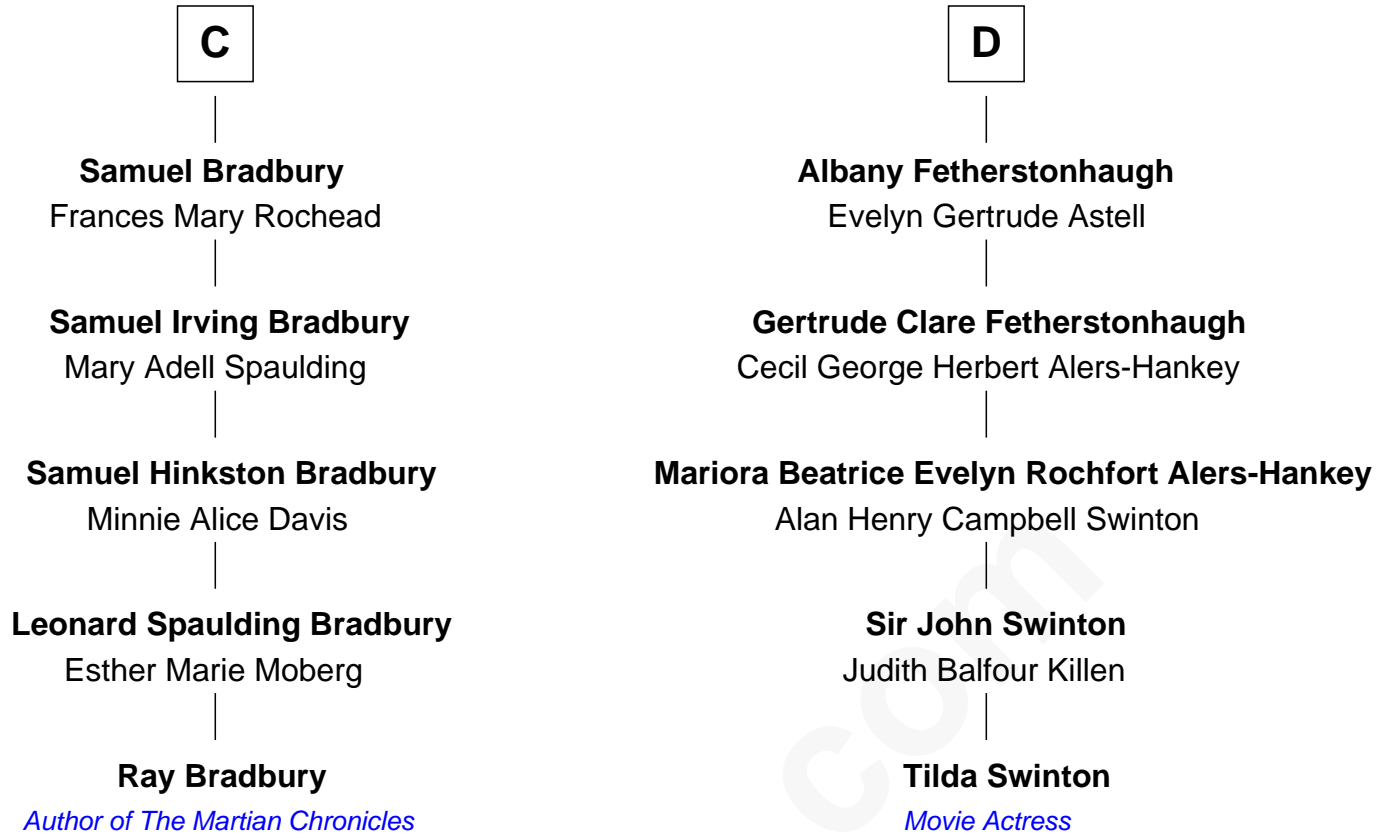 C
Samuel Bradbury
Frances Mary Rochead
Samuel Irving Bradbury
Mary Adell Spaulding
Samuel Hinkston Bradbury
Minnie Alice Davis
Leonard Spaulding Bradbury
Esther Marie Moberg
Ray Bradbury
Author of The Martian Chronicles
D
Albany Fetherstonhaugh
Evelyn Gertrude Astell
Gertrude Clare Fetherstonhaugh
Cecil George Herbert Alers-Hankey
Mariora Beatrice Evelyn Rochfort Alers-Hankey
Alan Henry Campbell Swinton
Sir John Swinton
Judith Balfour Killen
Tilda Swinton
Movie Actress
com